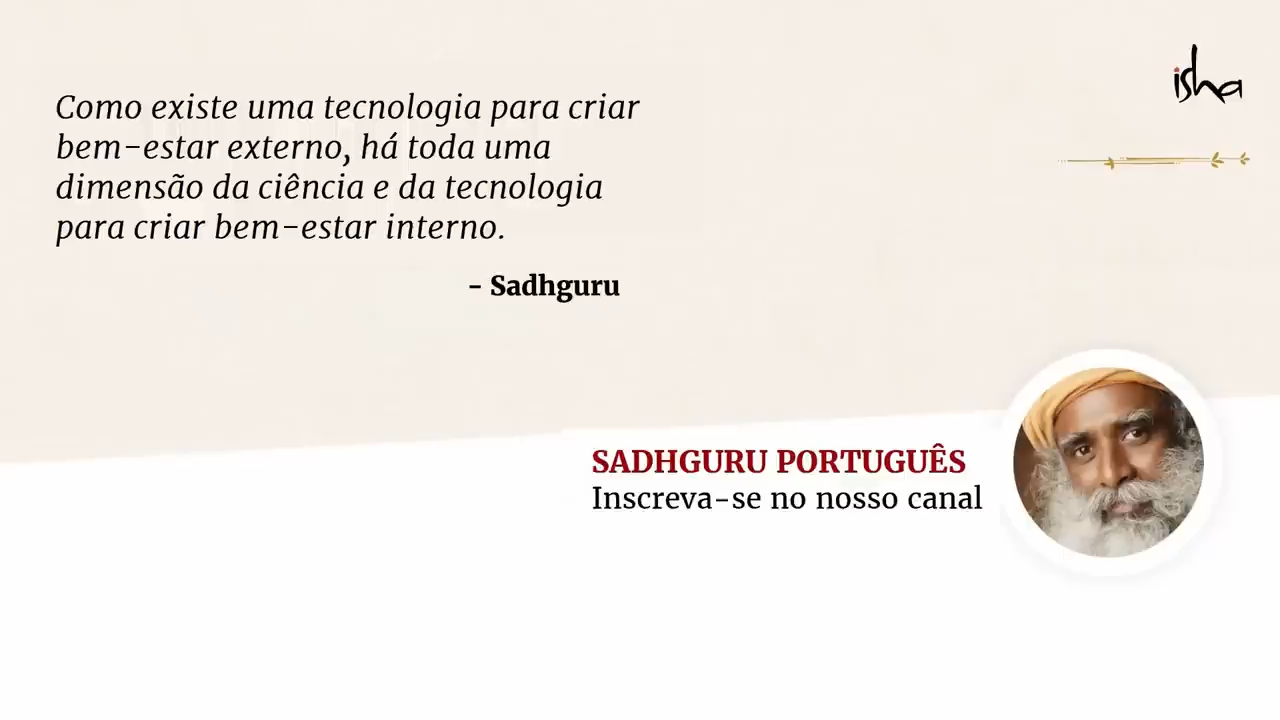 isha
Como existe uma tecnologia para criar
bem-estar externo, há toda uma
dimensão da ciência e da tecnologia
para criar bem-estar interno.
- Sadhguru
SADHGURU PORTUGUÊS
Inscreva-se no nosso canal